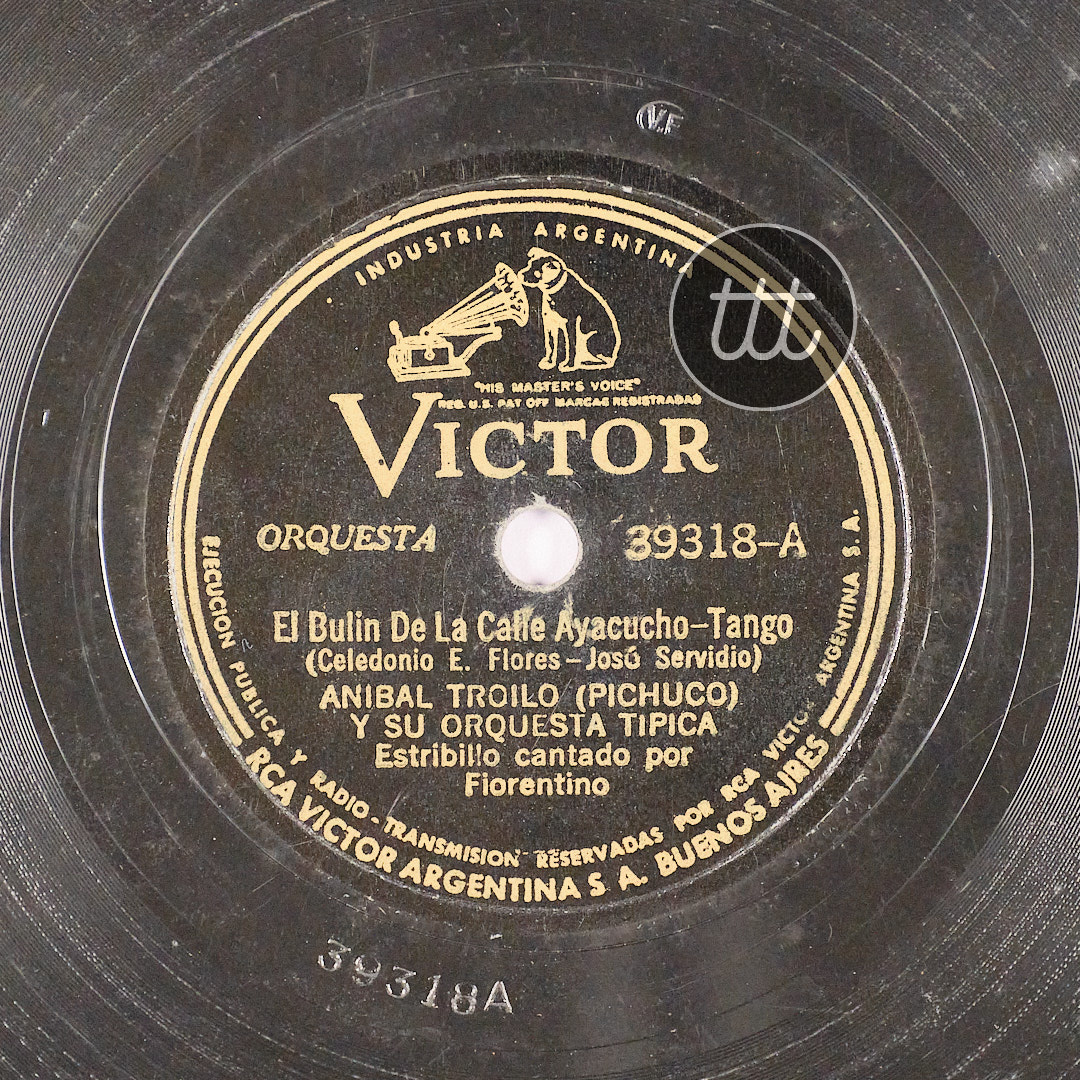 V.F
INDUSTRIA ARGENTINA
ttt
"HIS MASTER'S VOICE"
REG. U.S. PAT OFF MARCAS REGISTRADAS
VICTOR
ORQUESTA
39318-A
El Bulin De La Calle Ayacucho-Tango
(Celedonio E. Flores-José Servidio)
ANIBAL TROILO (PICHUCO)
Y SU ORQUESTA TIPICA
Estribillo cantado por
Fiorentino
EJECUCION PUBLICA Y RADIO-TRANSMISION RESERVADAS POR RCA VICTOR ARGENTINA S.A.
RCA VICTOR ARGENTINA S A. BUENOS AIRES
39318A